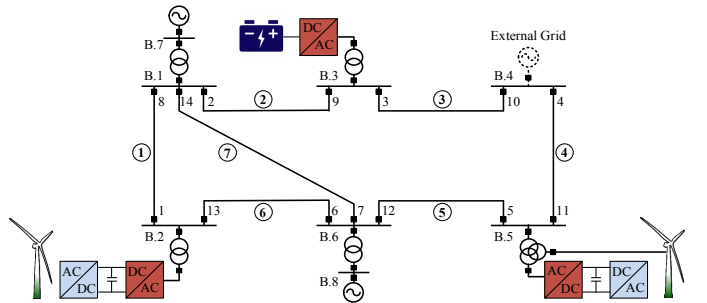 External Grid
B.7
DC
AC
B.1
B.3
B.4
8
14
2
9
3
10
4
2
3
1
7
4
6
5
1
13
6
7
12
5
11
B.2
B.6
B.5
AC
DC
DC
AC
B.8
DC
AC
AC
DC